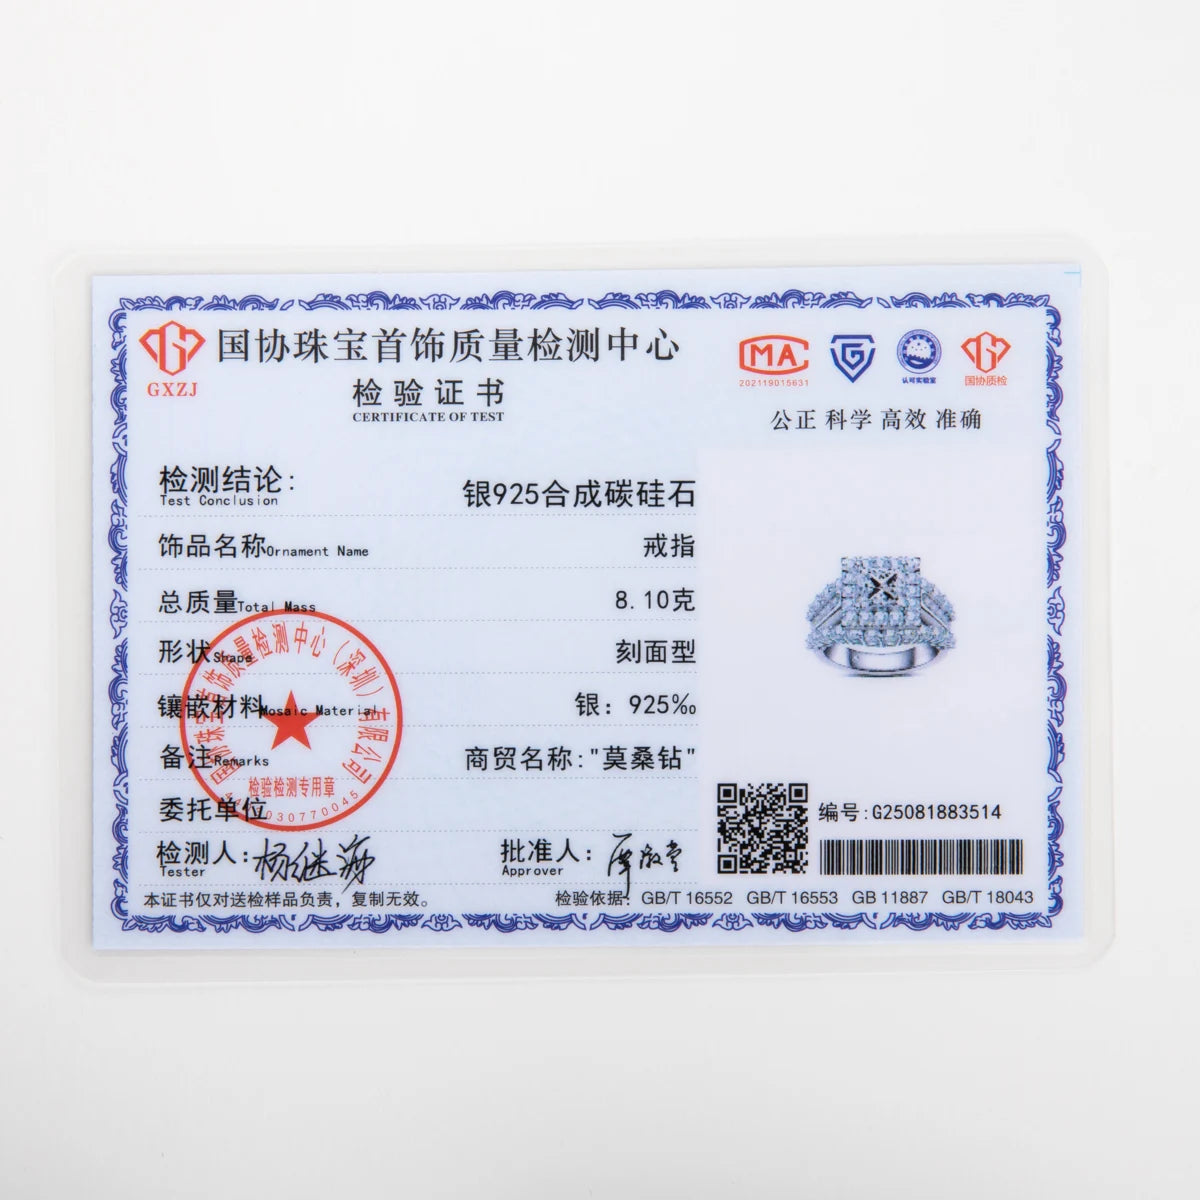 GXZJ
国协珠宝首饰质量检测中心
检验证书
CERTIFICATE OF TEST
MA
202119015631
认可实验室
国协质检
公正 科学 高效 准确
检测结论: 银925合成碳硅石
Test Conclusion
饰品名称Ornament Name 戒指
总质量Total Mass 8.10克
形状Shape 刻面型
镶嵌材料Mosaic Material 银: 925‰
备注Remarks 商贸名称:"莫桑钻"
委托单位
检验检测专用章
编号:G25081883514
检测人:
Tester
批准人:
Approver
本证书仅对送检样品负责，复制无效。
检验依据: GB/T 16552 GB/T 16553 GB 11887 GB/T 18043